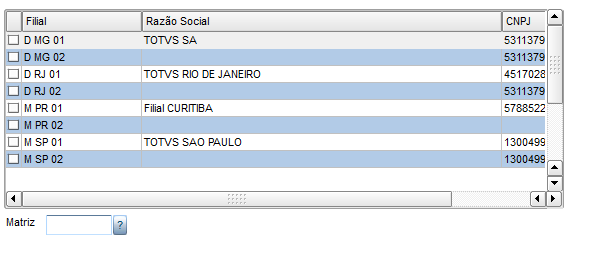 Filial Razão Social CNPJ
D MG 01 TOTVS SA 5311379
D MG 02 5311379
D RJ 01 TOTVS RIO DE JANEIRO 4517028
D RJ 02 5311379
M PR 01 Filial CURITIBA 5788522
M PR 02
M SP 01 TOTVS SAO PAULO 1300499
M SP 02 1300499
Matriz ?